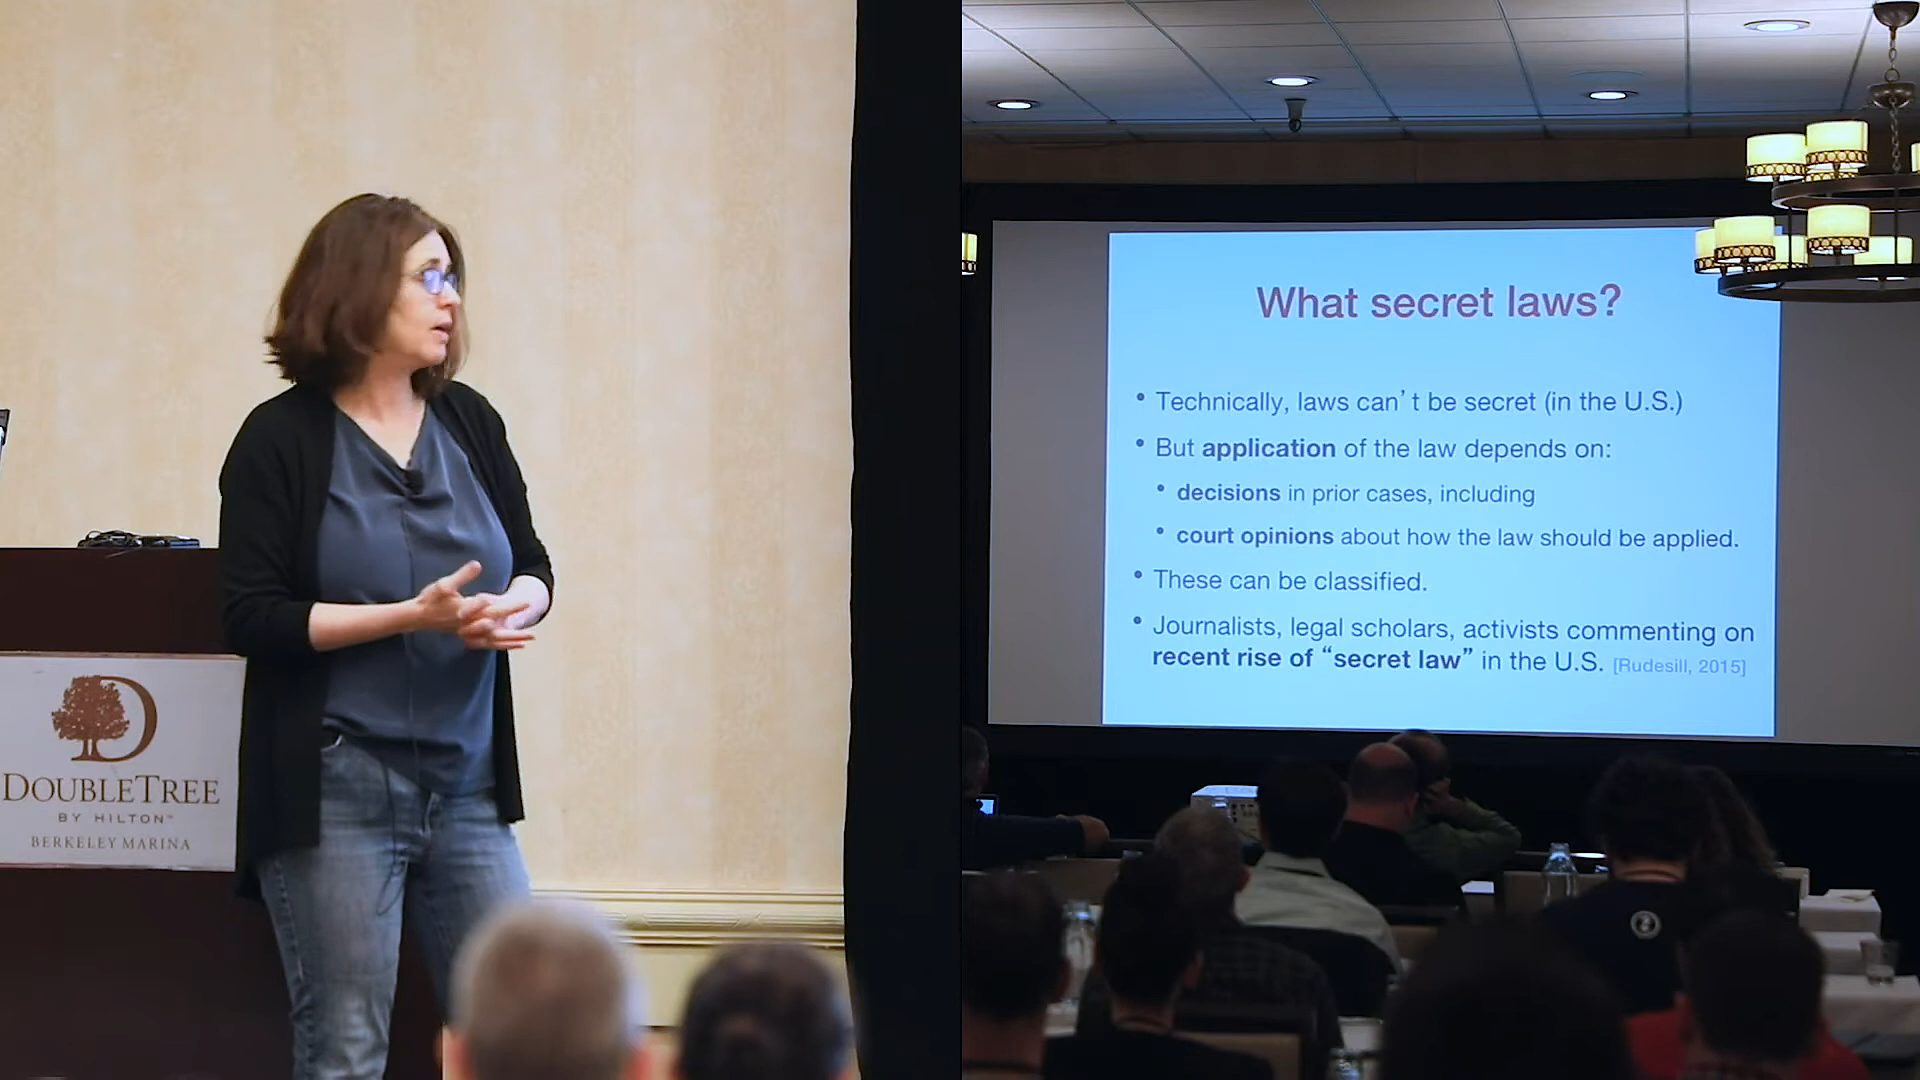 DOUBLETREE
BY HILTON™
BERKELEY MARINA
What secret laws?
• Technically, laws can’t be secret (in the U.S.)
• But application of the law depends on:
• decisions in prior cases, including
• court opinions about how the law should be applied.
• These can be classified.
• Journalists, legal scholars, activists commenting on
recent rise of “secret law” in the U.S. [Rudesill, 2015]